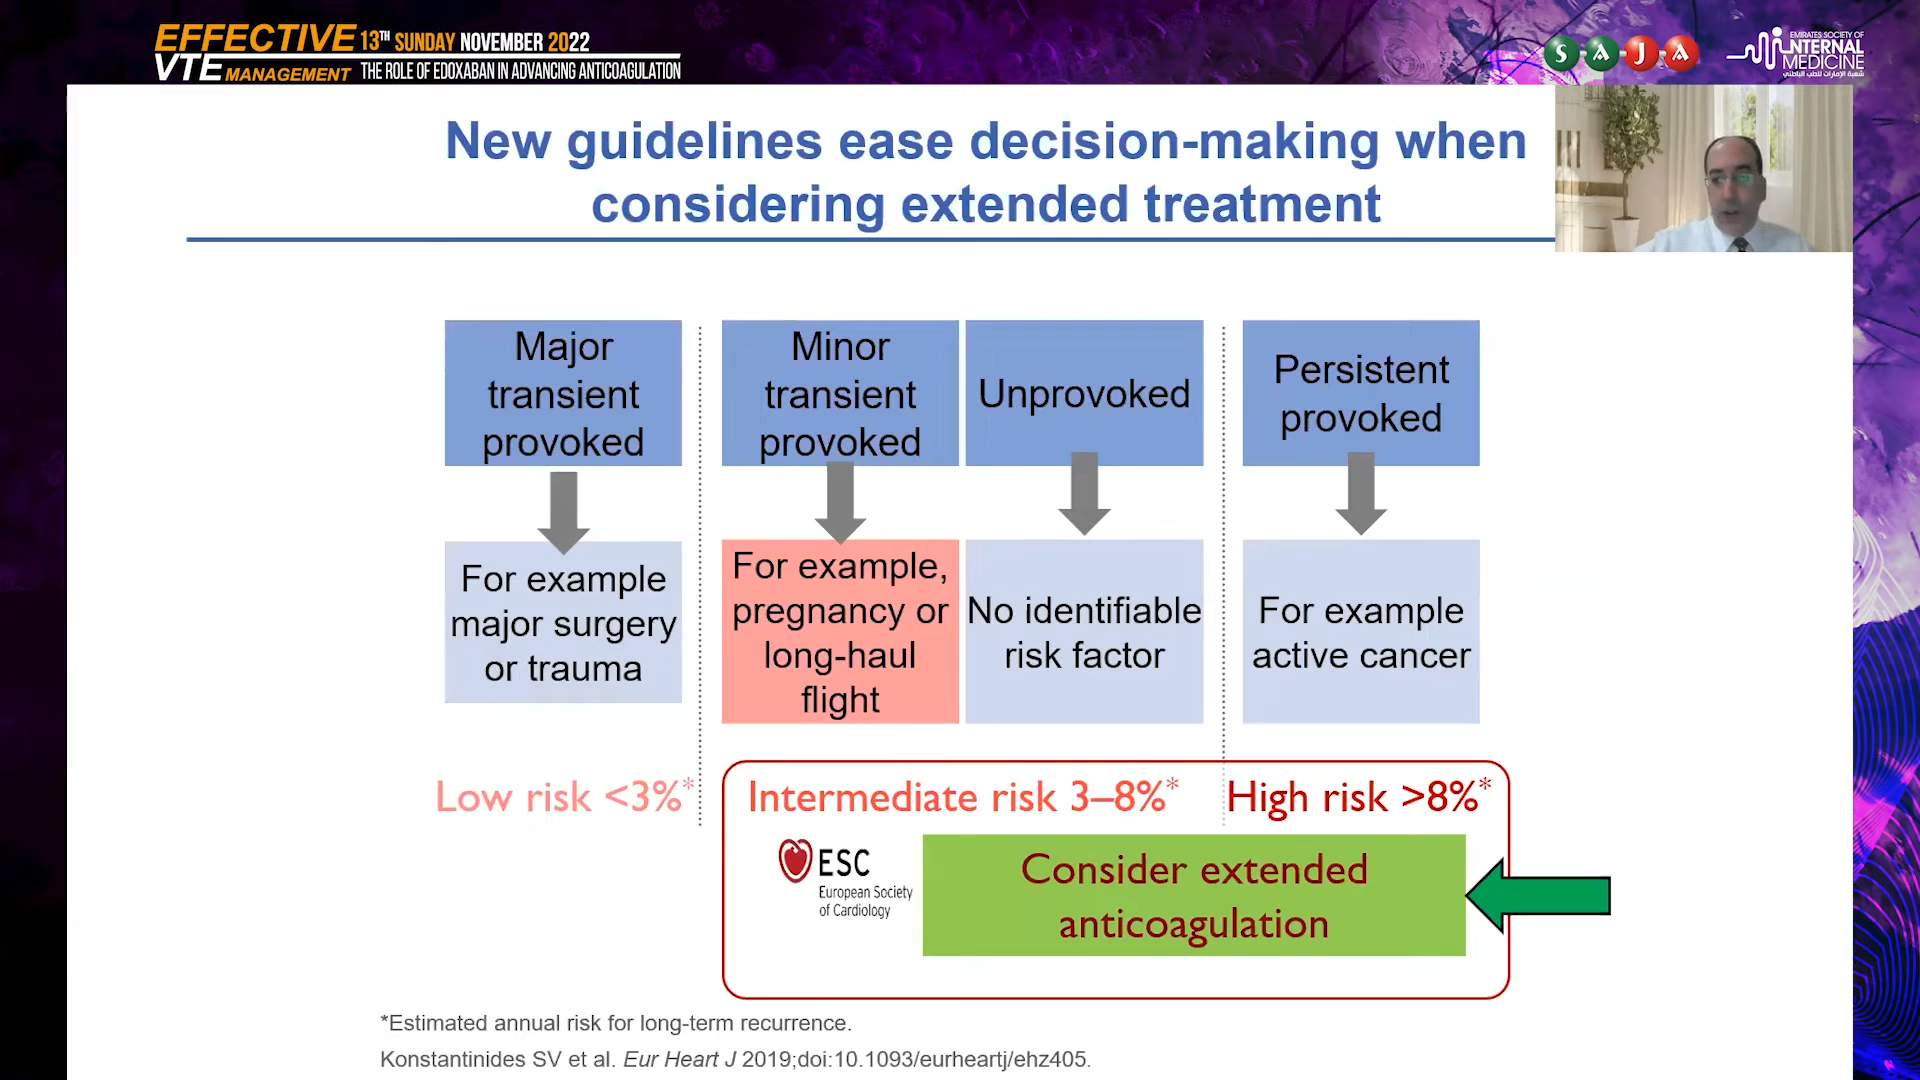 EFFECTIVE
VTE MANAGEMENT
13TH SUNDAY NOVEMBER 2022
THE ROLE OF EDOXABAN IN ADVANCING ANTICOAGULATION
SAJA
EMIRATES SOCIETY OF
INTERNAL
MEDICINE
شعبة الإمارات للطب الباطني
New guidelines ease decision-making when
considering extended treatment
Major
transient
provoked
Minor
transient
provoked
Unprovoked
Persistent
provoked
For example
major surgery
or trauma
For example,
pregnancy or
long-haul
flight
No identifiable
risk factor
For example
active cancer
Low risk <3%*
Intermediate risk 3–8%*
High risk >8%*
ESC
European Society
of Cardiology
Consider extended
anticoagulation
*Estimated annual risk for long-term recurrence.
Konstantinides SV et al. Eur Heart J 2019;doi:10.1093/eurheartj/ehz405.